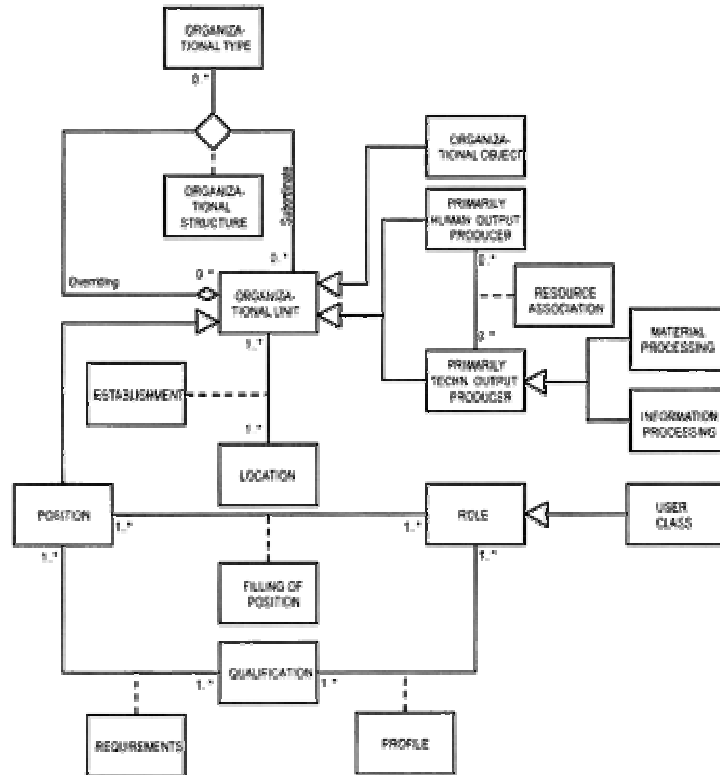 ORGANIZA-
TIONAL TYPE
0..*
ORGANIZA-
TIONAL
STRUCTURE
Subordinate
ORGANIZA-
TIONAL OBJECT
PRIMARILY
HUMAN OUTPUT
PRODUCER
0..*
0..*
0..*
Overriding
ORGANIZA-
TIONAL UNIT
RESOURCE
ASSOCIATION
MATERIAL
PROCESSING
1..*
0..*
PRIMARILY
TECHN. OUTPUT
PRODUCER
ESTABLISHMENT
INFORMATION
PROCESSING
1..*
LOCATION
POSITION
ROLE
USER
CLASS
1..*
1..*
1..*
1..*
FILLING OF
POSITION
QUALIFICATION
1..*
1..*
REQUIREMENTS
PROFILE